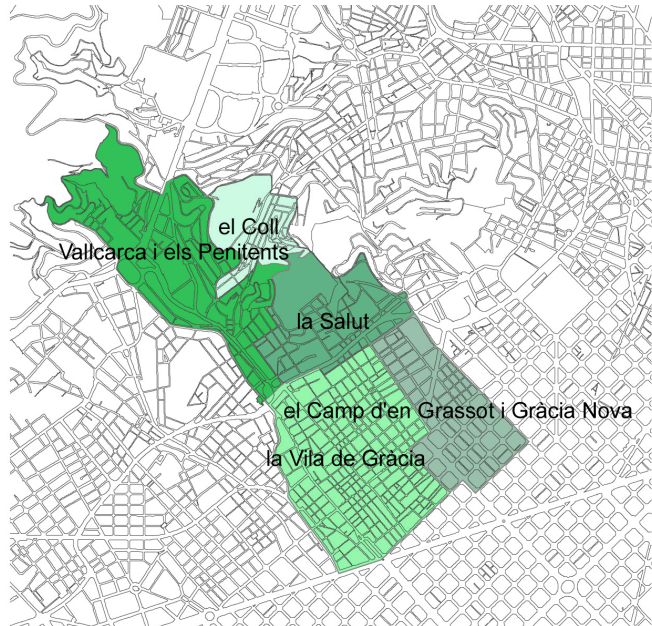 el Coll
Vallcarca i els Penitents
la Salut
el Camp d'en Grassot i Gràcia Nova
la Vila de Gràcia